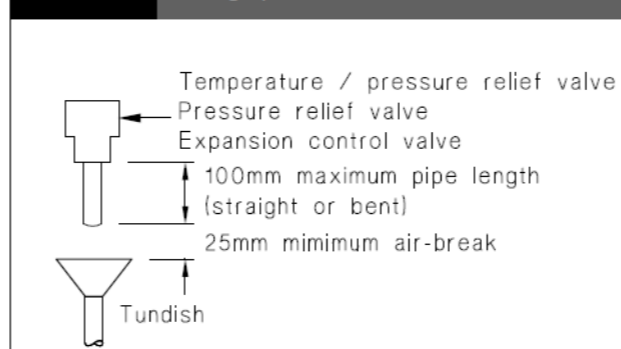 Temperature / pressure relief valve
Pressure relief valve
Expansion control valve
100mm maximum pipe length
(straight or bent)
25mm mimimum air-break
Tundish